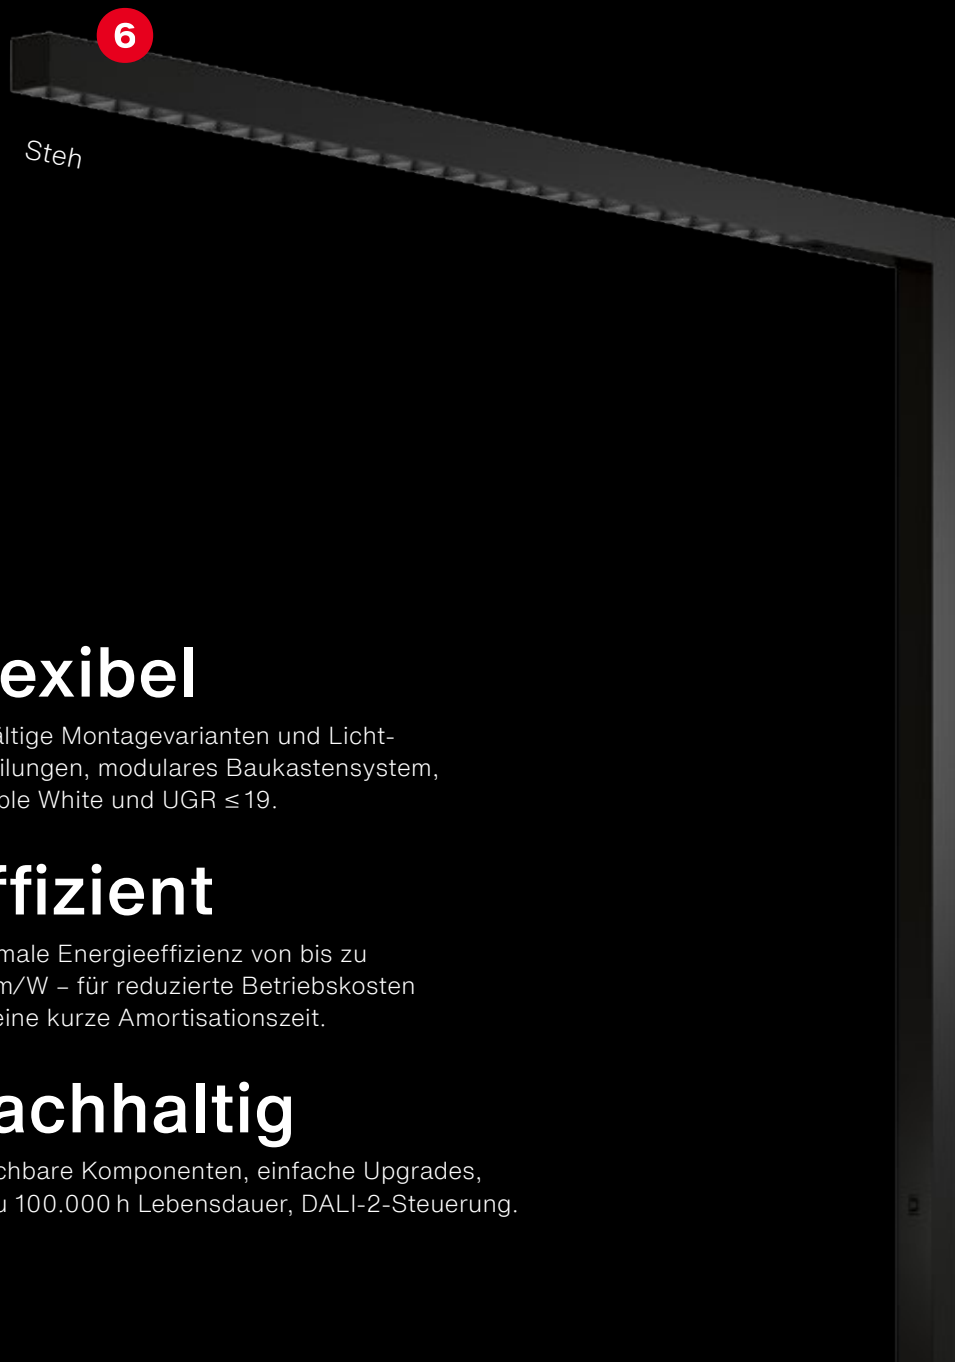 6
Steh
exibel
ältige Montagevarianten und Licht-
ilungen, modulares Baukastensystem,
ble White und UGR ≤ 19.
ffizient
male Energieeffizienz von bis zu
m/W – für reduzierte Betriebskosten
eine kurze Amortisationszeit.
achhaltig
chbare Komponenten, einfache Upgrades,
u 100.000 h Lebensdauer, DALI-2-Steuerung.